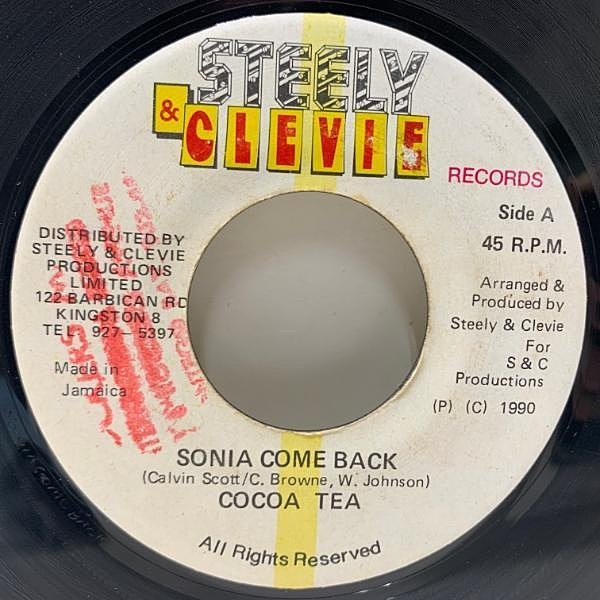 STEELY
& CLEVIE
RECORDS
Side A
45 R.P.M.
DISTRIBUTED BY
STEELY & CLEVIE
PRODUCTIONS
LIMITED
122 BARBICAN RD
KINGSTON 8
TEL. 927-5397
Made in
Jamaica
Arranged &
Produced by
Steely & Clevie
For
S & C
Productions
(P) (C) 1990
SONIA COME BACK
(Calvin Scott/C. Browne, W. Johnson)
COCOA TEA
All Rights Reserved